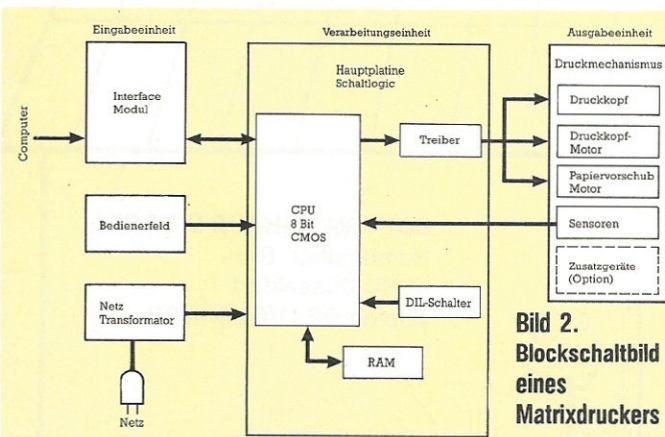 Eingabeeinheit
Verarbeitungseinheit
Ausgabeeinheit
Computer
Interface
Modul
Bedienerfeld
Netz
Transformator
Netz
Hauptplatine
Schaltlogic
CPU
8 Bit
CMOS
Treiber
DIL-Schalter
RAM
Druckmechanismus
Druckkopf
Druckkopf-
Motor
Papiervorschub
Motor
Sensoren
Zusatzgeräte
(Option)
Bild 2.
Blockschaltbild
eines
Matrixdruckers